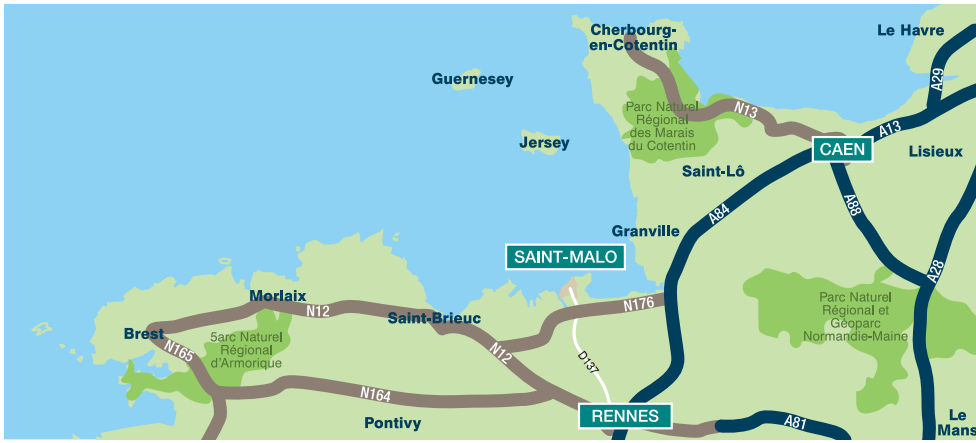 Cherbourg-
en-Cotentin
Le Havre
Guernesey
A29
Parc Naturel
Régional
des Marais
du Cotentin
N13
A13
Jersey
CAEN
Lisieux
Saint-Lô
A84
A88
Granville
SAINT-MALO
A28
Morlaix
N12
Saint-Brieuc
N176
Parc Naturel
Régional et
Géoparc
Normandie-Maine
Brest
N165
5arc Naturel
Régional
d'Armorique
N12
D137
N164
Pontivy
RENNES
A81
Le
Mans